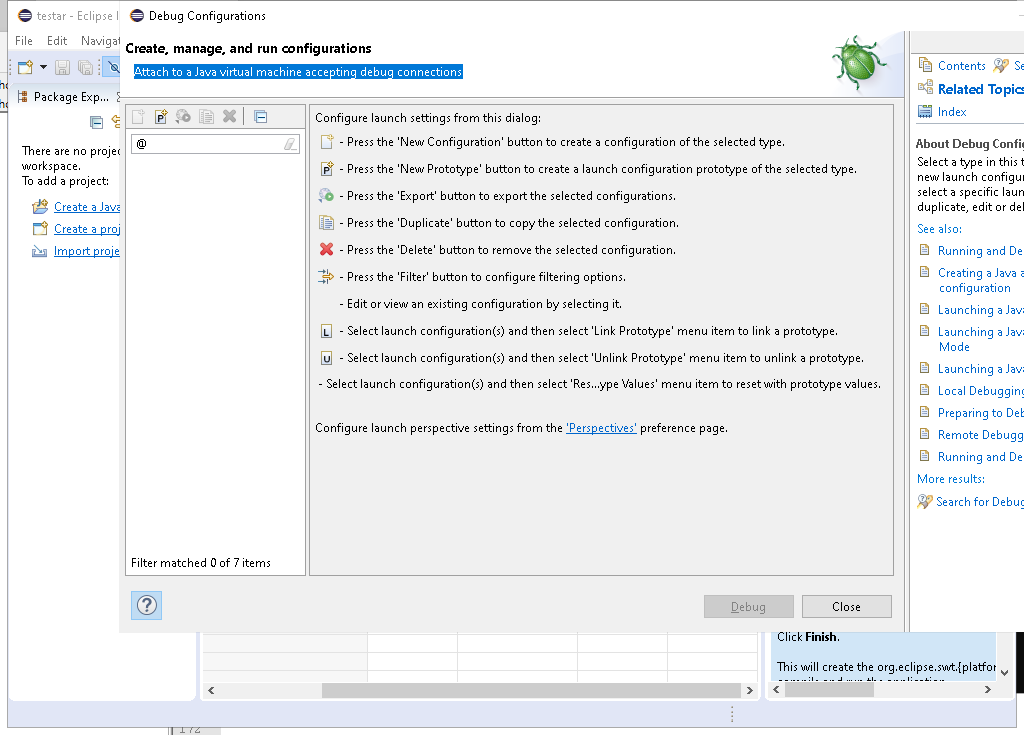 testar - Eclipse I
Debug Configurations
File Edit Navigat
Create, manage, and run configurations
Attach to a Java virtual machine accepting debug connections
Package Exp...
There are no projec
workspace.
To add a project:
Create a Java
Create a proj
Import proje
@
Filter matched 0 of 7 items
Configure launch settings from this dialog:
- Press the 'New Configuration' button to create a configuration of the selected type.
- Press the 'New Prototype' button to create a launch configuration prototype of the selected type.
- Press the 'Export' button to export the selected configurations.
- Press the 'Duplicate' button to copy the selected configuration.
- Press the 'Delete' button to remove the selected configuration.
- Press the 'Filter' button to configure filtering options.
- Edit or view an existing configuration by selecting it.
- Select launch configuration(s) and then select 'Link Prototype' menu item to link a prototype.
- Select launch configuration(s) and then select 'Unlink Prototype' menu item to unlink a prototype.
- Select launch configuration(s) and then select 'Res...ype Values' menu item to reset with prototype values.
Configure launch perspective settings from the 'Perspectives' preference page.
Debug
Close
Contents Se
Related Topics
Index
About Debug Config
Select a type in this t
new launch configur
select a specific laun
duplicate, edit or del
See also:
Running and De
Creating a Java a
configuration
Launching a Java
Launching a Java
Mode
Launching a Java
Local Debugging
Preparing to Deb
Remote Debugg
Running and De
More results:
Search for Debug
Click Finish.
This will create the org.eclipse.swt.{platfor
172